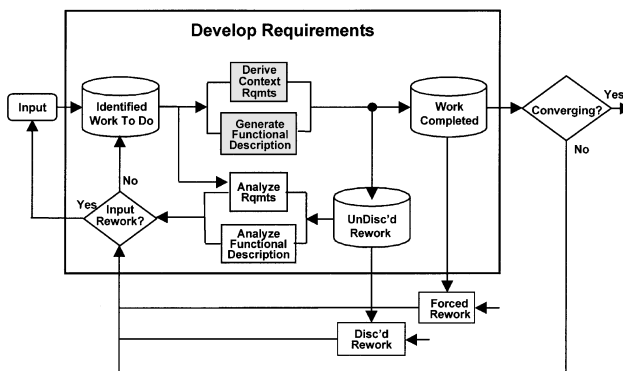 Develop Requirements
Derive
Context
Rqmts
Input
Identified
Work To Do
Generate
Functional
Description
Work
Completed
Converging?
Yes
No
No
Analyze
Rqmts
Yes
Input
Rework?
UnDisc'd
Rework
Analyze
Functional
Description
Forced
Rework
Disc'd
Rework